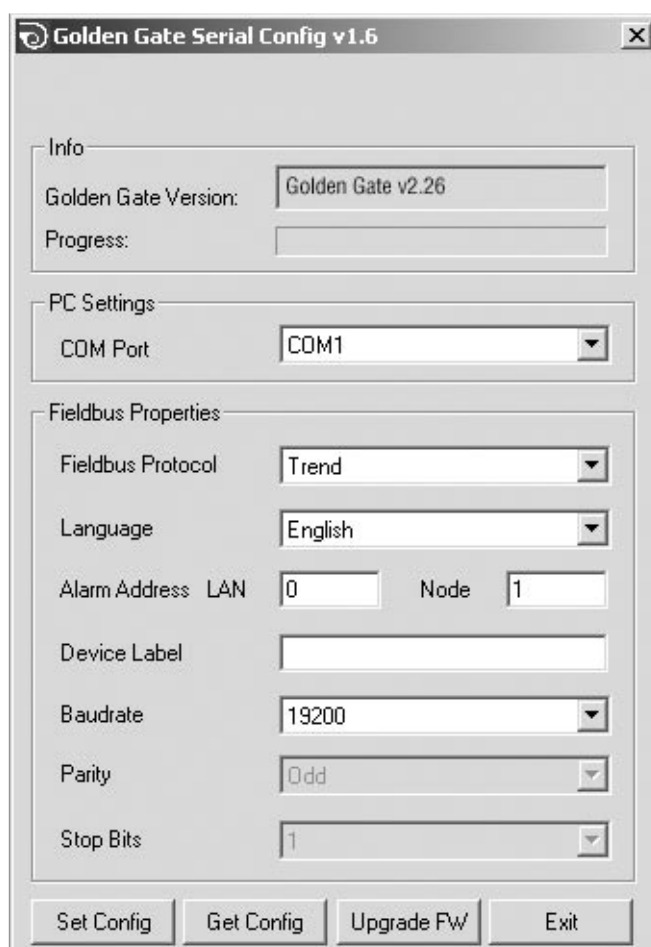 Golden Gate Serial Config v1.6
Info
Golden Gate Version: Golden Gate v2.26
Progress:
PC Settings
COM Port COM1
Fieldbus Properties
Fieldbus Protocol Trend
Language English
Alarm Address LAN 0 Node 1
Device Label
Baudrate 19200
Parity Odd
Stop Bits 1
Set Config Get Config Upgrade FW Exit